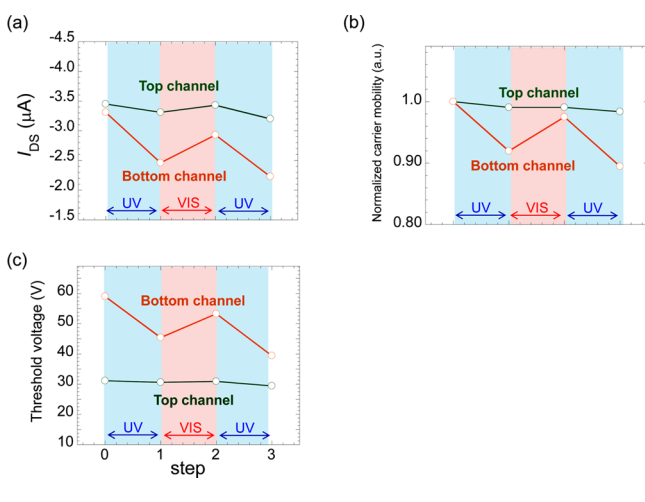 (a)
-4.5
-4.0
-3.5
-3.0
-2.5
-2.0
-1.5
I_DS (μA)
Top channel
Bottom channel
UV
VIS
UV
(b)
1.0
0.90
0.80
Normalized carrier mobility (a.u.)
Top channel
Bottom channel
UV
VIS
UV
(c)
60
50
40
30
20
10
Threshold voltage (V)
Bottom channel
Top channel
UV
VIS
UV
0
1
2
3
step